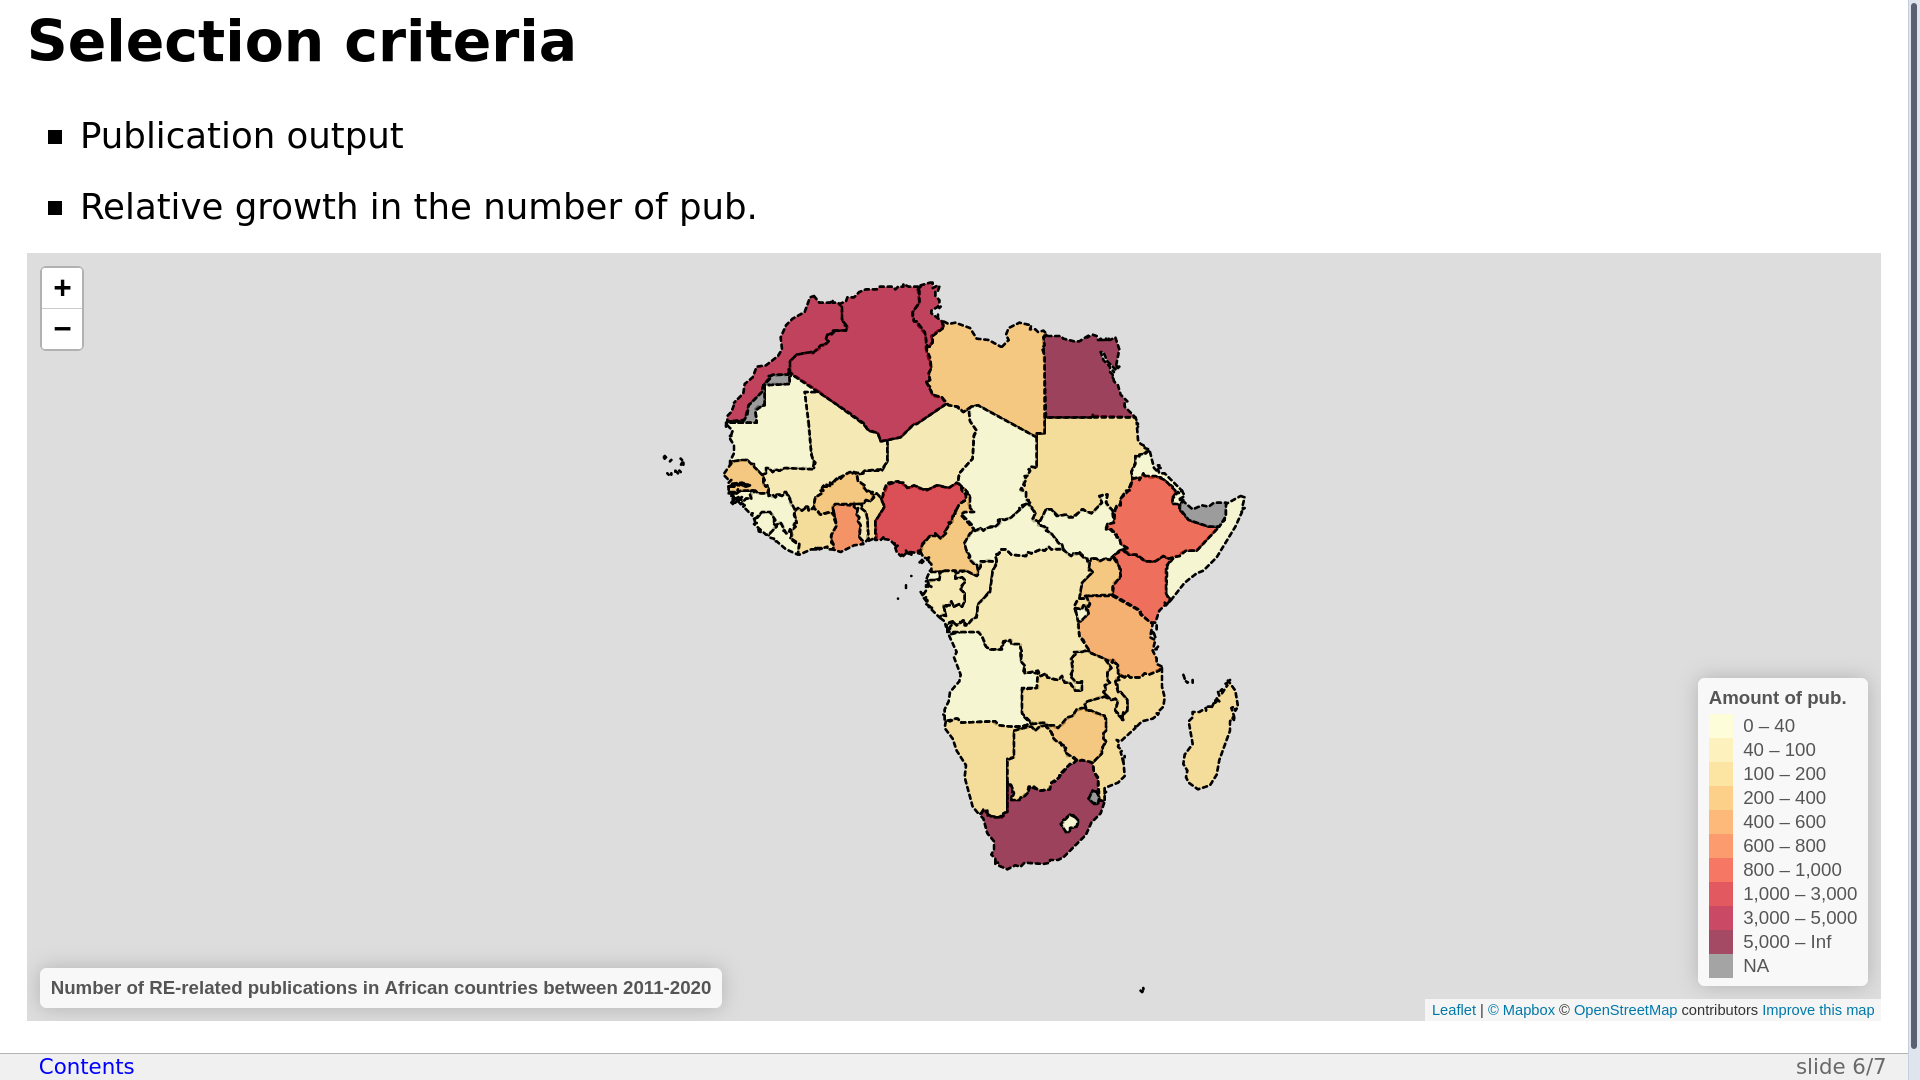 Selection criteria
Publication output
Relative growth in the number of pub.
+
−
Amount of pub.
0 – 40
40 – 100
100 – 200
200 – 400
400 – 600
600 – 800
800 – 1,000
1,000 – 3,000
3,000 – 5,000
5,000 – Inf
NA
Number of RE-related publications in African countries between 2011-2020
Leaflet | © Mapbox © OpenStreetMap contributors Improve this map
Contents
slide 6/7